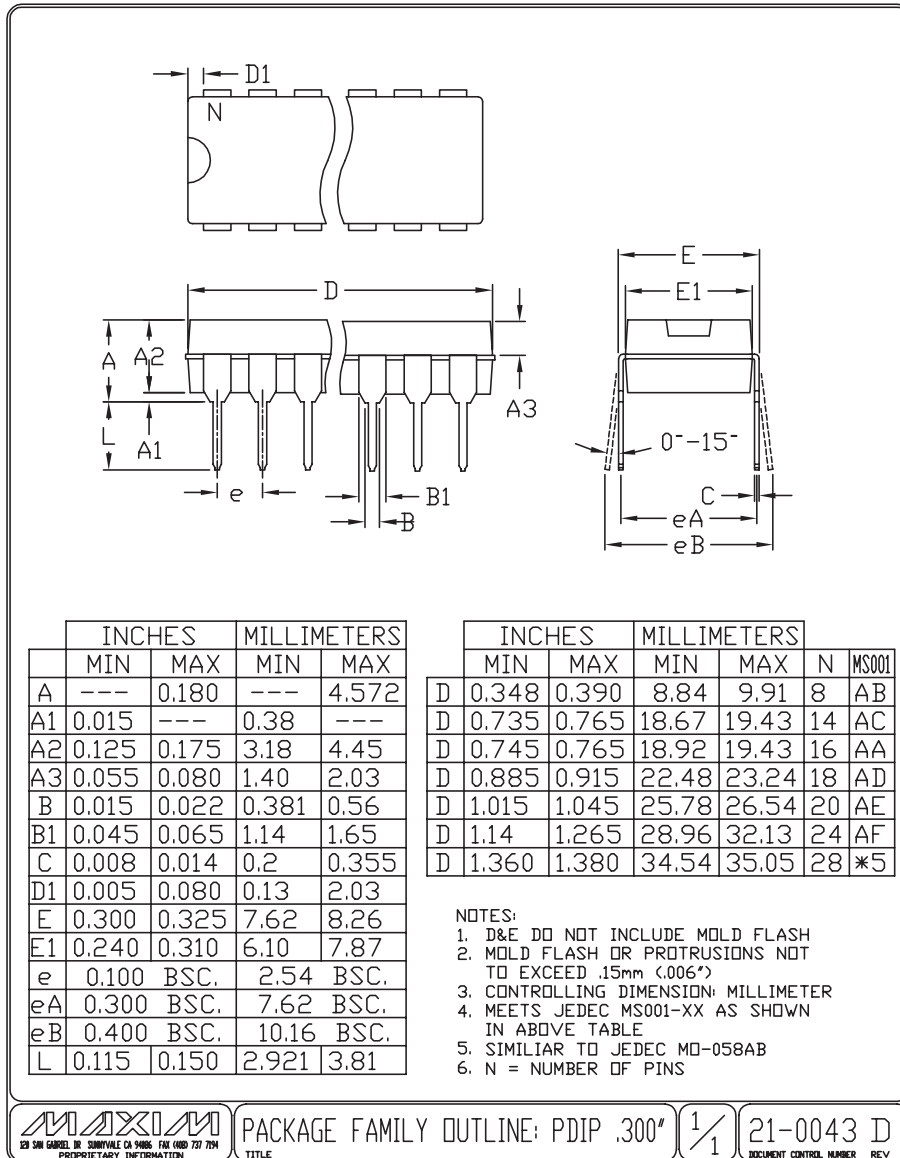 D1
N
E
E1
D
A
A2
A3
L
A1
0°-15°
e
B1
B
C
eA
eB
INCHES MILLIMETERS
MIN MAX MIN MAX
A --- 0.180 --- 4.572
A1 0.015 --- 0.38 ---
A2 0.125 0.175 3.18 4.45
A3 0.055 0.080 1.40 2.03
B 0.015 0.022 0.381 0.56
B1 0.045 0.065 1.14 1.65
C 0.008 0.014 0.2 0.355
D1 0.005 0.080 0.13 2.03
E 0.300 0.325 7.62 8.26
E1 0.240 0.310 6.10 7.87
e 0.100 BSC. 2.54 BSC.
eA 0.300 BSC. 7.62 BSC.
eB 0.400 BSC. 10.16 BSC.
L 0.115 0.150 2.921 3.81
INCHES MILLIMETERS
MIN MAX MIN MAX N MS001
D 0.348 0.390 8.84 9.91 8 AB
D 0.735 0.765 18.67 19.43 14 AC
D 0.745 0.765 18.92 19.43 16 AA
D 0.885 0.915 22.48 23.24 18 AD
D 1.015 1.045 25.78 26.54 20 AE
D 1.14 1.265 28.96 32.13 24 AF
D 1.360 1.380 34.54 35.05 28 *5
NOTES:
1. D&E DO NOT INCLUDE MOLD FLASH
2. MOLD FLASH OR PROTRUSIONS NOT
TO EXCEED .15mm (.006")
3. CONTROLLING DIMENSION: MILLIMETER
4. MEETS JEDEC MS001-XX AS SHOWN
IN ABOVE TABLE
5. SIMILIAR TO JEDEC MO-058AB
6. N = NUMBER OF PINS
MAXIM
120 SAN GABRIEL DR SUNNYVALE CA 94086 FAX (408) 737 7194
PROPRIETARY INFORMATION
PACKAGE FAMILY OUTLINE: PDIP .300"
TITLE
1/1
21-0043 D
DOCUMENT CONTROL NUMBER REV